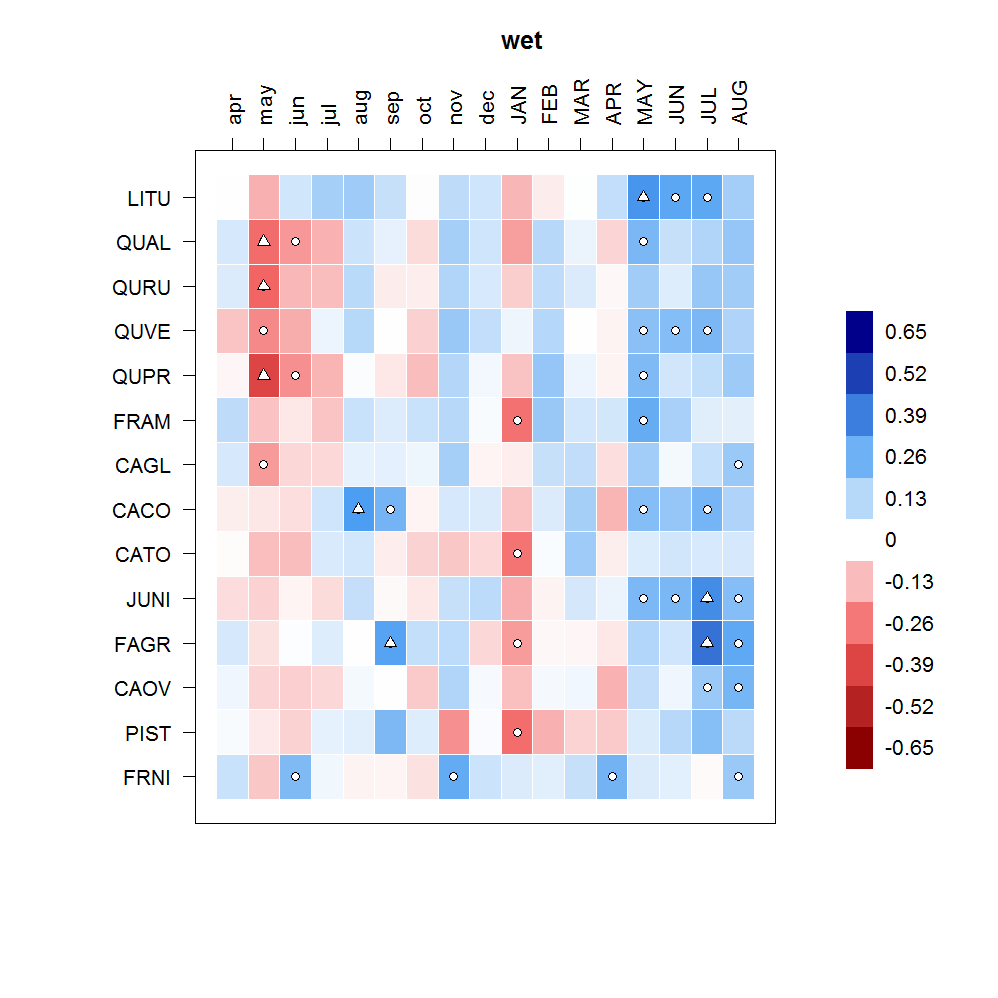 wet
apr may jun jul aug sep oct nov dec JAN FEB MAR APR MAY JUN JUL AUG
LITU
QUAL
QURU
QUVE
QUPR
FRAM
CAGL
CACO
CATO
JUNI
FAGR
CAOV
PIST
FRNI
0.65
0.52
0.39
0.26
0.13
0
-0.13
-0.26
-0.39
-0.52
-0.65